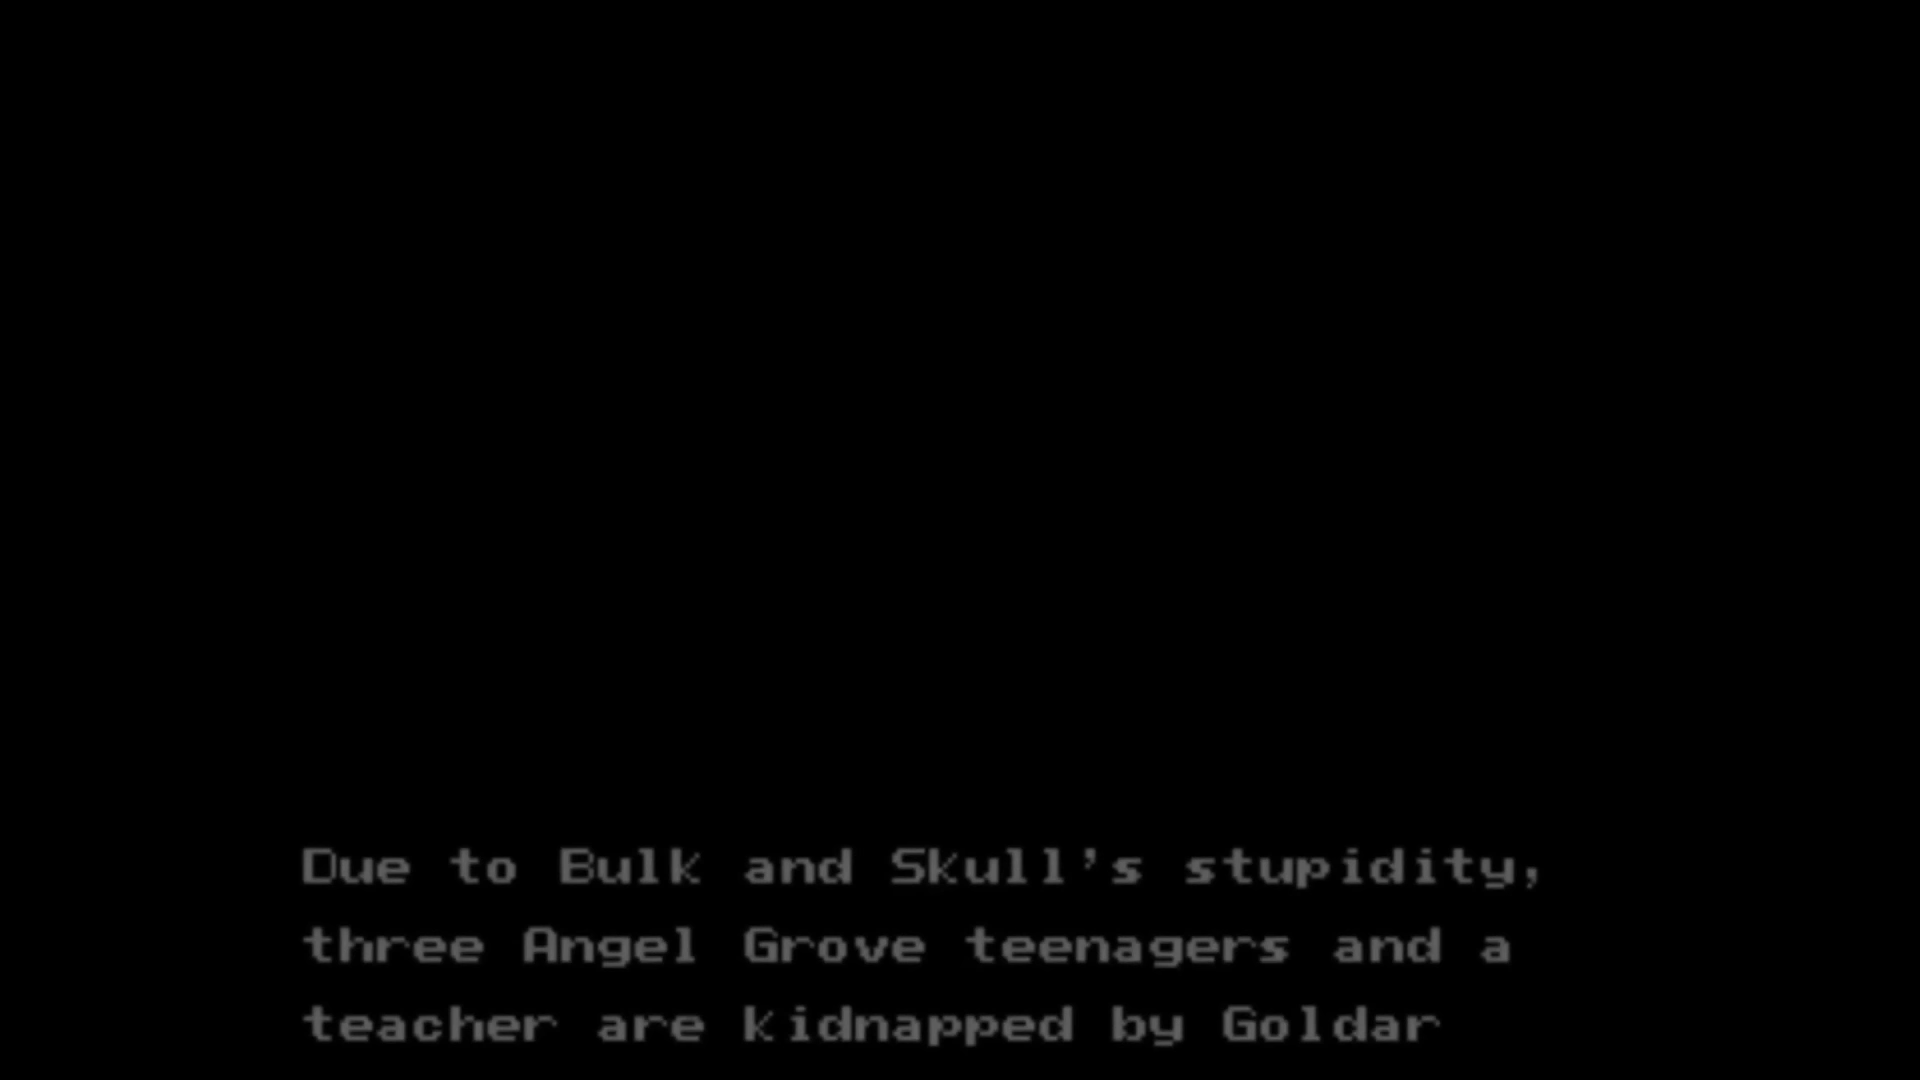 Due to Bulk and Skull's stupidity,
three Angel Grove teenagers and a
teacher are kidnapped by Goldar